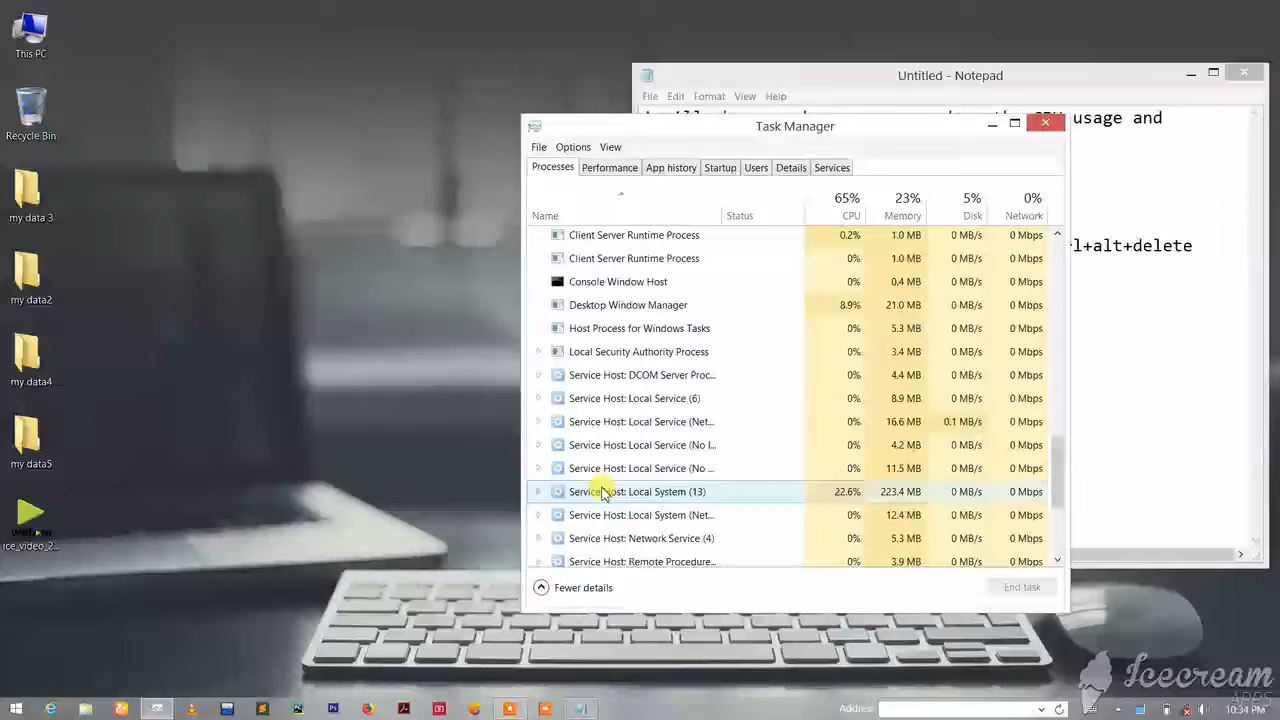 This PC
Recycle Bin
my data 3
my data2
my data4
my data5
ice_video_2...
Untitled - Notepad
File Edit Format View Help
usage and
l+alt+delete
Task Manager
File Options View
Processes Performance App history Startup Users Details Services
65% 23% 5% 0%
Name Status CPU Memory Disk Network
Client Server Runtime Process 0.2% 1.0 MB 0 MB/s 0 Mbps
Client Server Runtime Process 0% 1.0 MB 0 MB/s 0 Mbps
Console Window Host 0% 0.4 MB 0 MB/s 0 Mbps
Desktop Window Manager 8.9% 21.0 MB 0 MB/s 0 Mbps
Host Process for Windows Tasks 0% 5.3 MB 0 MB/s 0 Mbps
Local Security Authority Process 0% 3.4 MB 0 MB/s 0 Mbps
Service Host: DCOM Server Proc... 0% 4.4 MB 0 MB/s 0 Mbps
Service Host: Local Service (6) 0% 8.9 MB 0 MB/s 0 Mbps
Service Host: Local Service (Net... 0% 16.6 MB 0.1 MB/s 0 Mbps
Service Host: Local Service (No I... 0% 4.2 MB 0 MB/s 0 Mbps
Service Host: Local Service (No ... 0% 11.5 MB 0 MB/s 0 Mbps
Service Host: Local System (13) 22.6% 223.4 MB 0 MB/s 0 Mbps
Service Host: Local System (Net... 0% 12.4 MB 0 MB/s 0 Mbps
Service Host: Network Service (4) 0% 5.3 MB 0 MB/s 0 Mbps
Service Host: Remote Procedure... 0% 3.9 MB 0 MB/s 0 Mbps
Fewer details End task
Icecream
APPS
Address 10:34 PM